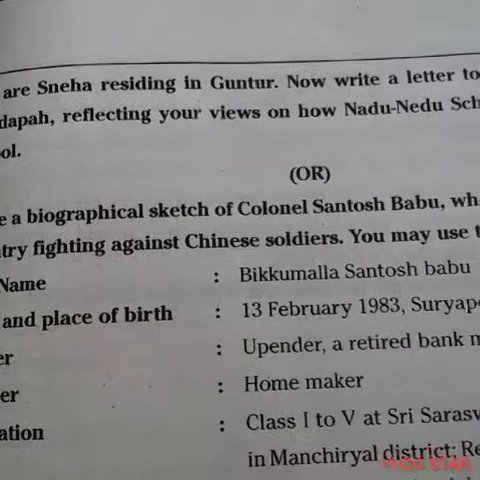 are Sneha residing in Guntur. Now write a letter to
dapah, reflecting your views on how Nadu-Nedu Sch
ol.
(OR)
e a biographical sketch of Colonel Santosh Babu, wh
try fighting against Chinese soldiers. You may use t
Name : Bikkumalla Santosh babu
and place of birth : 13 February 1983, Suryap
er : Upender, a retired bank m
er : Home maker
ation : Class I to V at Sri Sarasv
in Manchiryal district; Re